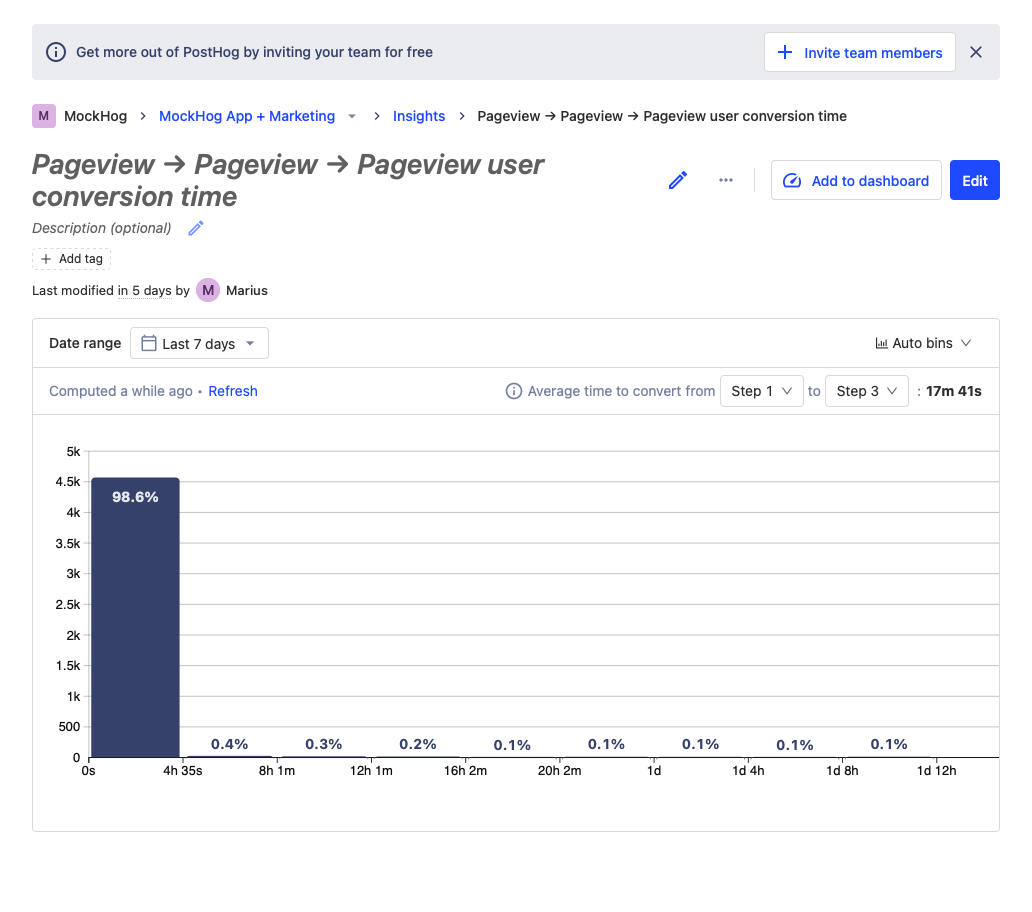 Get more out of PostHog by inviting your team for free
Invite team members
M MockHog > MockHog App + Marketing > Insights > Pageview → Pageview → Pageview user conversion time
Pageview → Pageview → Pageview user
conversion time
Add to dashboard
Edit
Description (optional)
+ Add tag
Last modified in 5 days by M Marius
Date range Last 7 days
Auto bins
Computed a while ago • Refresh
Average time to convert from Step 1 to Step 3 : 17m 41s
5k
4.5k
4k
3.5k
3k
2.5k
2k
1.5k
1k
500
0
98.6% 0.4% 0.3% 0.2% 0.1% 0.1% 0.1% 0.1% 0.1%
0s 4h 35s 8h 1m 12h 1m 16h 2m 20h 2m 1d 1d 4h 1d 8h 1d 12h